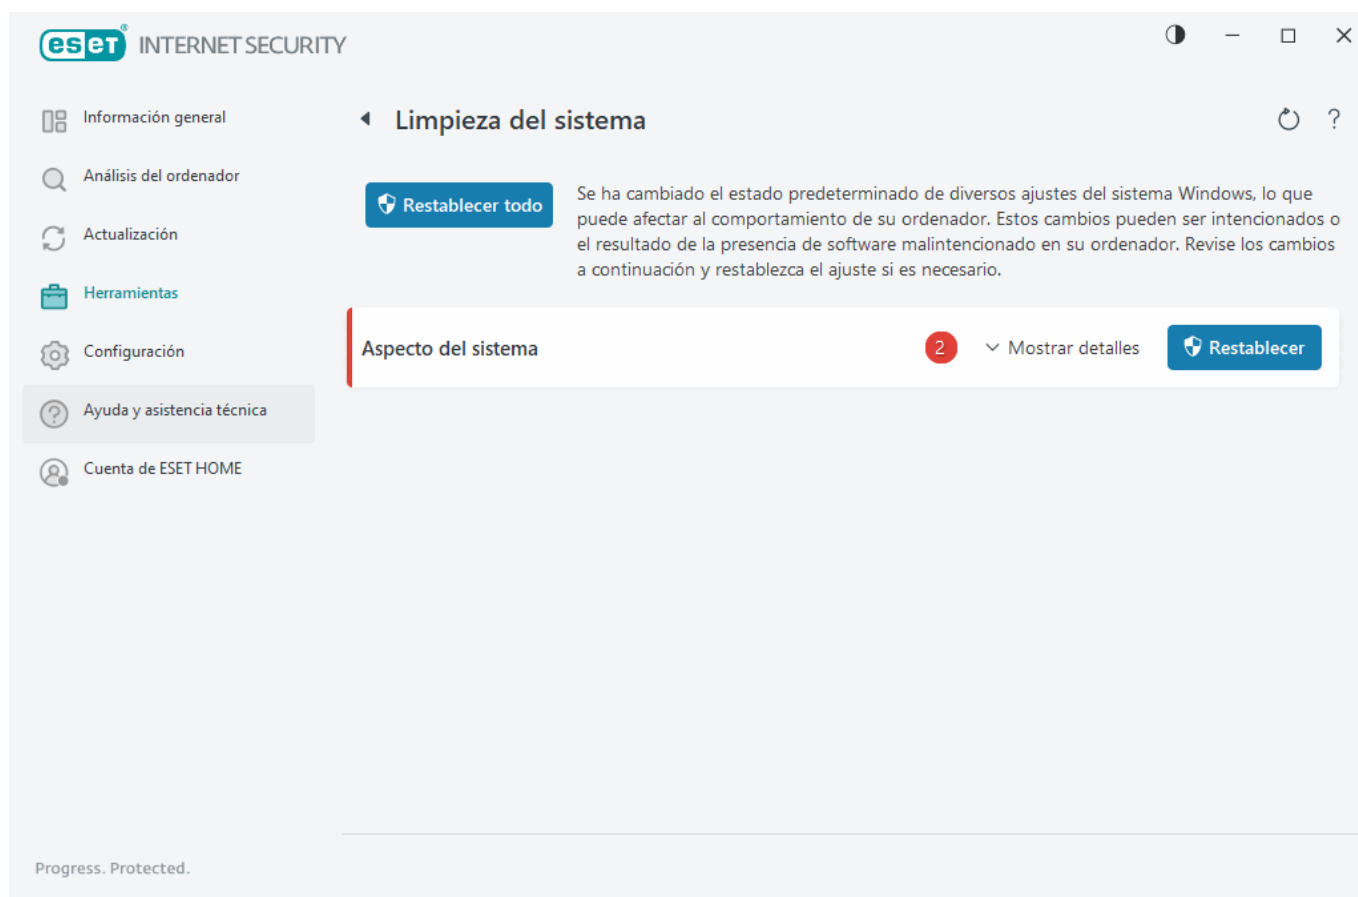 eset® INTERNET SECURITY
Información general
Análisis del ordenador
Actualización
Herramientas
Configuración
Ayuda y asistencia técnica
Cuenta de ESET HOME
Progress. Protected.
Limpieza del sistema
?
Restablecer todo
Se ha cambiado el estado predeterminado de diversos ajustes del sistema Windows, lo que
puede afectar al comportamiento de su ordenador. Estos cambios pueden ser intencionados o
el resultado de la presencia de software malintencionado en su ordenador. Revise los cambios
a continuación y restablezca el ajuste si es necesario.
Aspecto del sistema 2 Mostrar detalles Restablecer